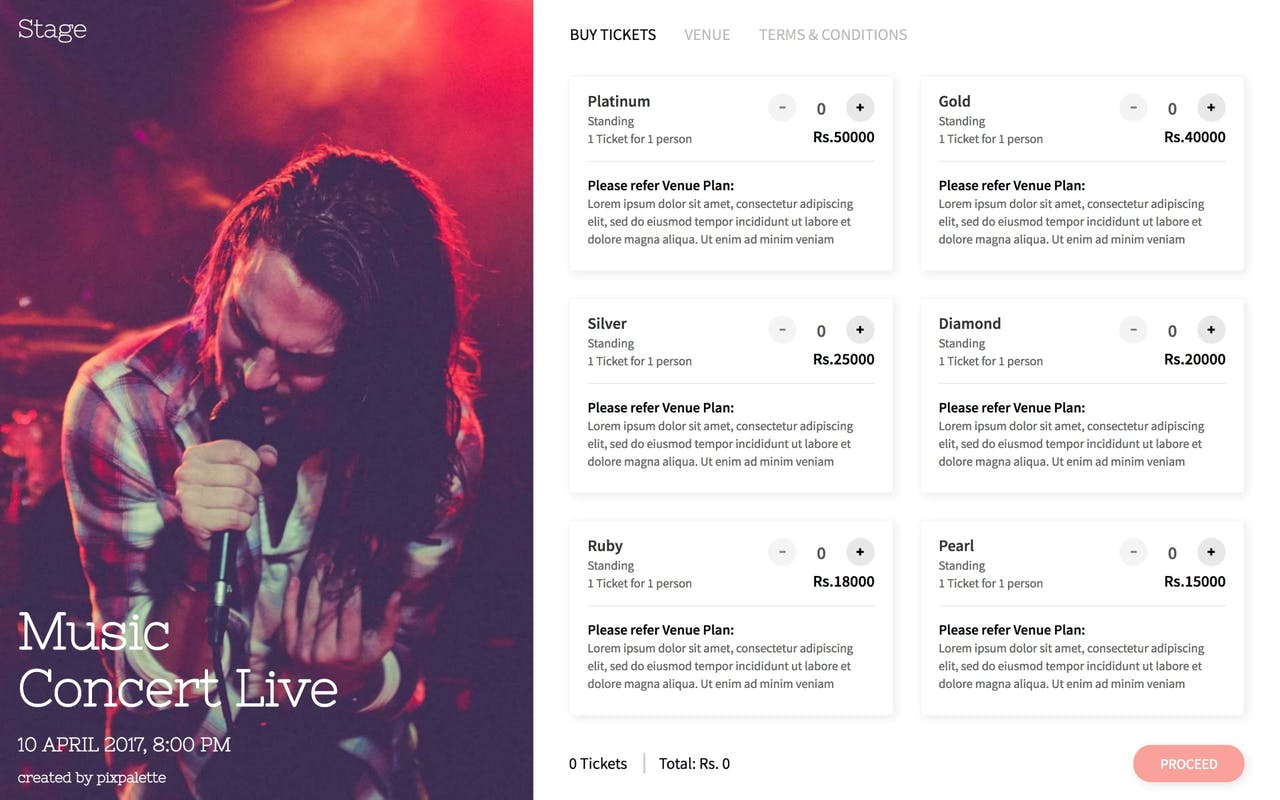 Stage
Music
Concert Live
10 APRIL 2017, 8:00 PM
created by pixpalette
BUY TICKETS VENUE TERMS & CONDITIONS
Platinum - 0 +
Standing
1 Ticket for 1 person Rs.50000
Please refer Venue Plan:
Lorem ipsum dolor sit amet, consectetur adipiscing
elit, sed do eiusmod tempor incididunt ut labore et
dolore magna aliqua. Ut enim ad minim veniam
Gold - 0 +
Standing
1 Ticket for 1 person Rs.40000
Please refer Venue Plan:
Lorem ipsum dolor sit amet, consectetur adipiscing
elit, sed do eiusmod tempor incididunt ut labore et
dolore magna aliqua. Ut enim ad minim veniam
Silver - 0 +
Standing
1 Ticket for 1 person Rs.25000
Please refer Venue Plan:
Lorem ipsum dolor sit amet, consectetur adipiscing
elit, sed do eiusmod tempor incididunt ut labore et
dolore magna aliqua. Ut enim ad minim veniam
Diamond - 0 +
Standing
1 Ticket for 1 person Rs.20000
Please refer Venue Plan:
Lorem ipsum dolor sit amet, consectetur adipiscing
elit, sed do eiusmod tempor incididunt ut labore et
dolore magna aliqua. Ut enim ad minim veniam
Ruby - 0 +
Standing
1 Ticket for 1 person Rs.18000
Please refer Venue Plan:
Lorem ipsum dolor sit amet, consectetur adipiscing
elit, sed do eiusmod tempor incididunt ut labore et
dolore magna aliqua. Ut enim ad minim veniam
Pearl - 0 +
Standing
1 Ticket for 1 person Rs.15000
Please refer Venue Plan:
Lorem ipsum dolor sit amet, consectetur adipiscing
elit, sed do eiusmod tempor incididunt ut labore et
dolore magna aliqua. Ut enim ad minim veniam
0 Tickets Total: Rs. 0 PROCEED